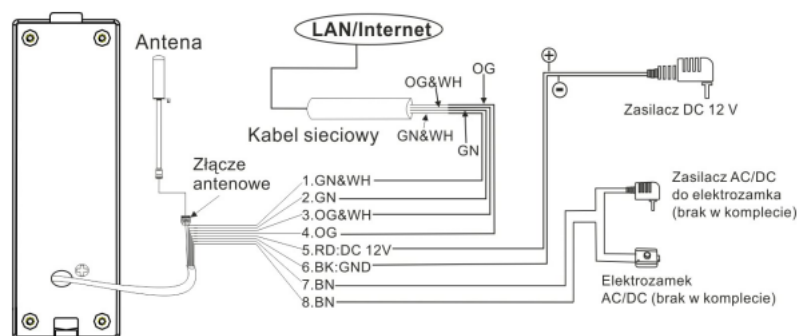 LAN/Internet
Antena
OG&WH
OG
Kabel sieciowy
GN&WH
GN
Zasilacz DC 12 V
Złącze
antenowe
1.GN&WH
2.GN
3.OG&WH
4.OG
5.RD:DC 12V
6.BK:GND
7.BN
8.BN
Zasilacz AC/DC
do elektrozamka
(brak w komplecie)
Elektrozamek
AC/DC (brak w komplecie)